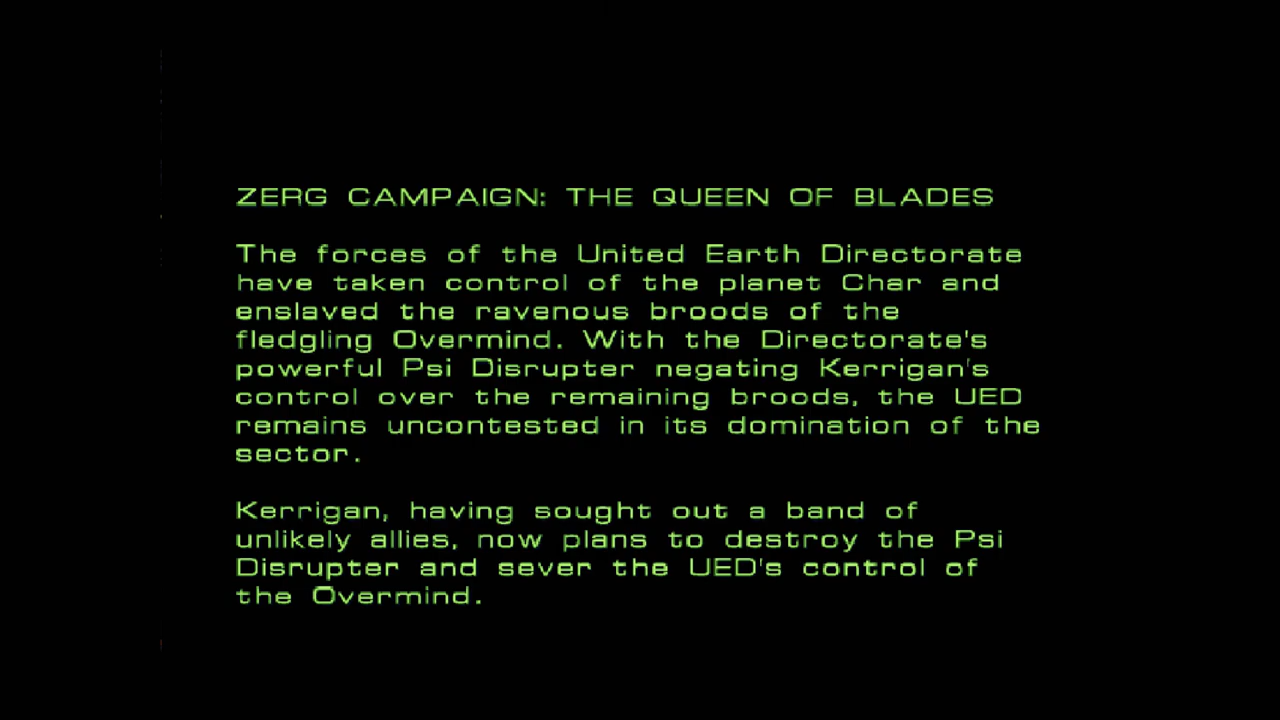 ZERG CAMPAIGN: THE QUEEN OF BLADES
The forces of the United Earth Directorate
have taken control of the planet Char and
enslaved the ravenous broods of the
fledgling Overmind. With the Directorate's
powerful Psi Disrupter negating Kerrigan's
control over the remaining broods, the UED
remains uncontested in its domination of the
sector.
Kerrigan, having sought out a band of
unlikely allies, now plans to destroy the Psi
Disrupter and sever the UED's control of
the Overmind.